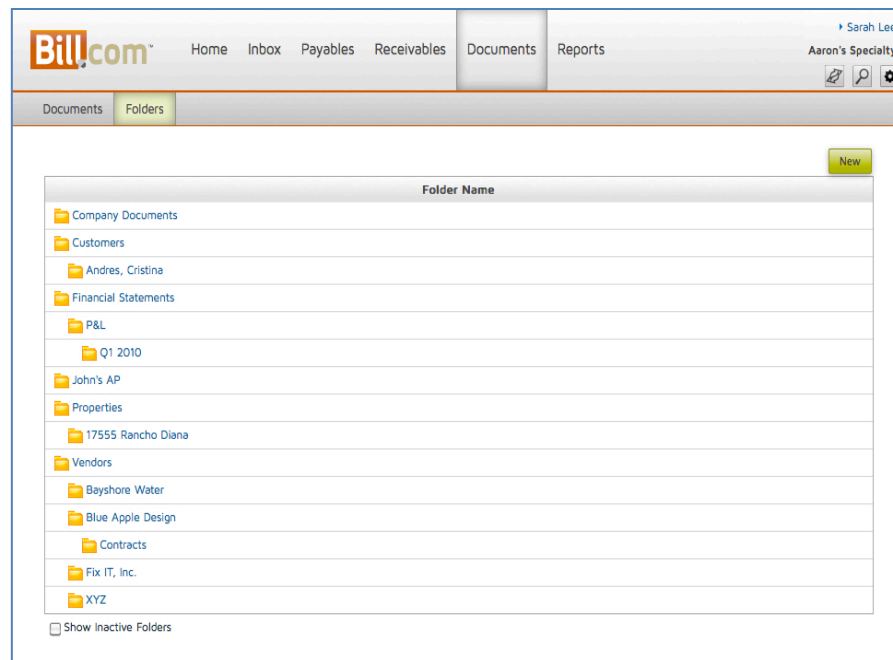 Sarah Lee
Bill.com™ Home Inbox Payables Receivables Documents Reports
Aaron's Specialty
Documents Folders
New
Folder Name
Company Documents
Customers
Andres, Cristina
Financial Statements
P&L
Q1 2010
John's AP
Properties
17555 Rancho Diana
Vendors
Bayshore Water
Blue Apple Design
Contracts
Fix IT, Inc.
XYZ
Show Inactive Folders